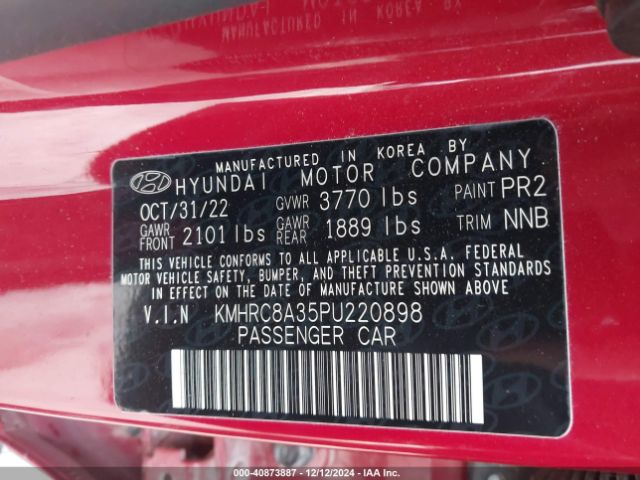 MANUFACTURED IN KOREA BY
HYUNDAI MOTOR COMPANY
OCT/31/22 GVWR 3770 lbs PAINT PR2
GAWR FRONT 2101 lbs GAWR REAR 1889 lbs TRIM NNB
THIS VEHICLE CONFORMS TO ALL APPLICABLE U.S.A. FEDERAL
MOTOR VEHICLE SAFETY, BUMPER, AND THEFT PREVENTION STANDARDS
IN EFFECT ON THE DATE OF MANUFACTURE SHOWN ABOVE
V.I.N KMHRC8A35PU220898
PASSENGER CAR
000-40873887 - 12/12/2024 - IAA Inc.